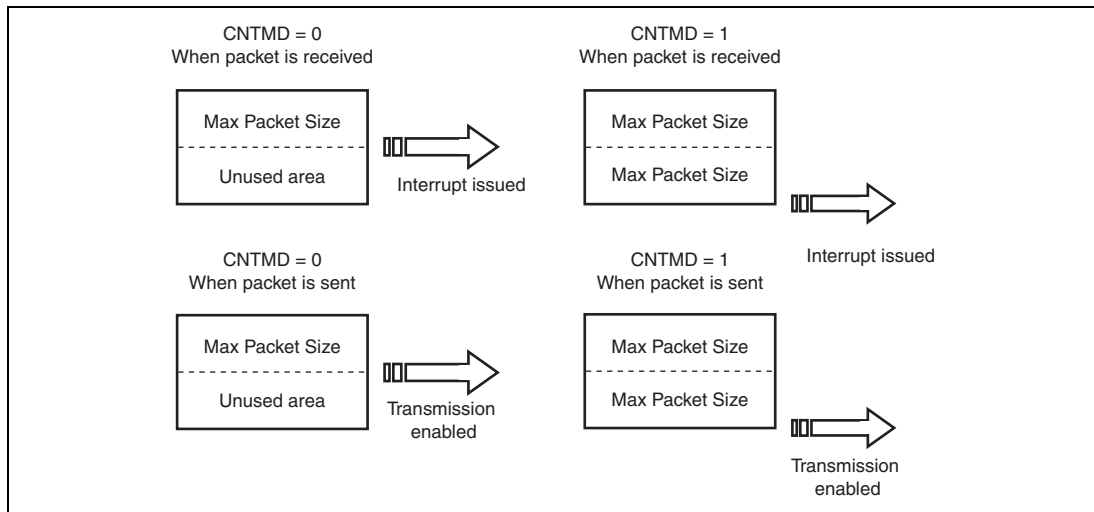 CNTMD = 0
When packet is received
Max Packet Size
Unused area
Interrupt issued
CNTMD = 1
When packet is received
Max Packet Size
Max Packet Size
Interrupt issued
CNTMD = 0
When packet is sent
Max Packet Size
Unused area
Transmission
enabled
CNTMD = 1
When packet is sent
Max Packet Size
Max Packet Size
Transmission
enabled